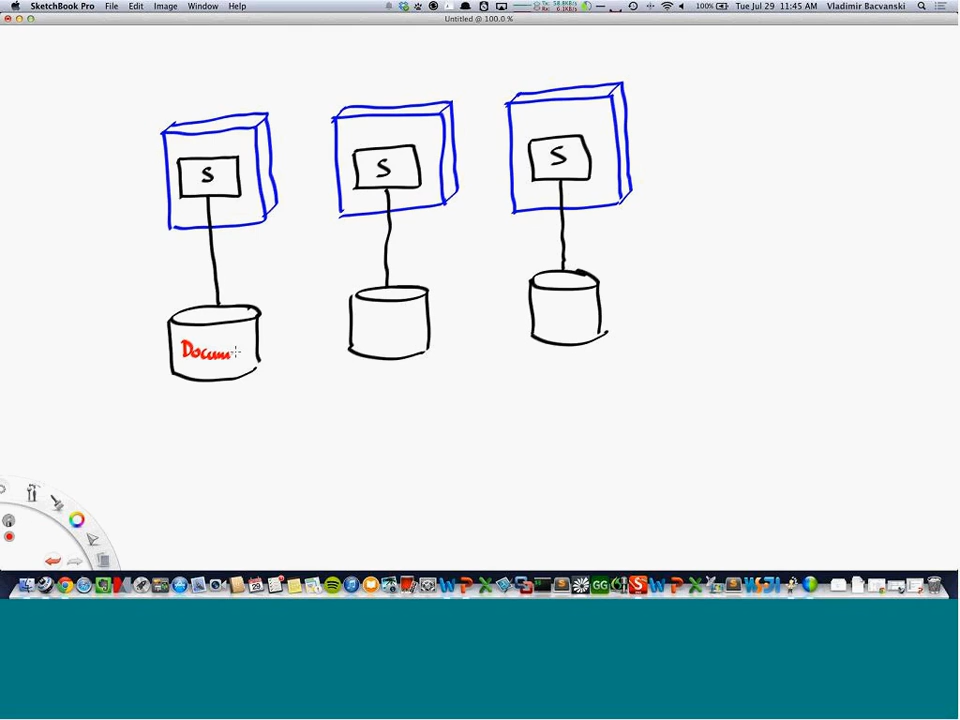 SketchBook Pro File Edit Image Window Help 100% Tue Jul 29 11:45 AM Vladimir Bacvanski
Untitled @ 100.0 %
S S S
Docum